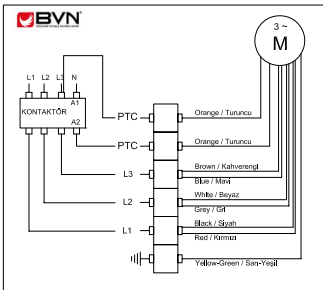 BVN
3 ~
M
L1 L2 L3 N
A1
KONTAKTÖR
A2
PTC
Orange / Turuncu
PTC
Orange / Turuncu
L3
Brown / Kahverengi
Blue / Mavi
L2
White / Beyaz
Grey / Gri
L1
Black / Siyah
Red / Kırmızı
Yellow-Green / Sarı-Yeşil